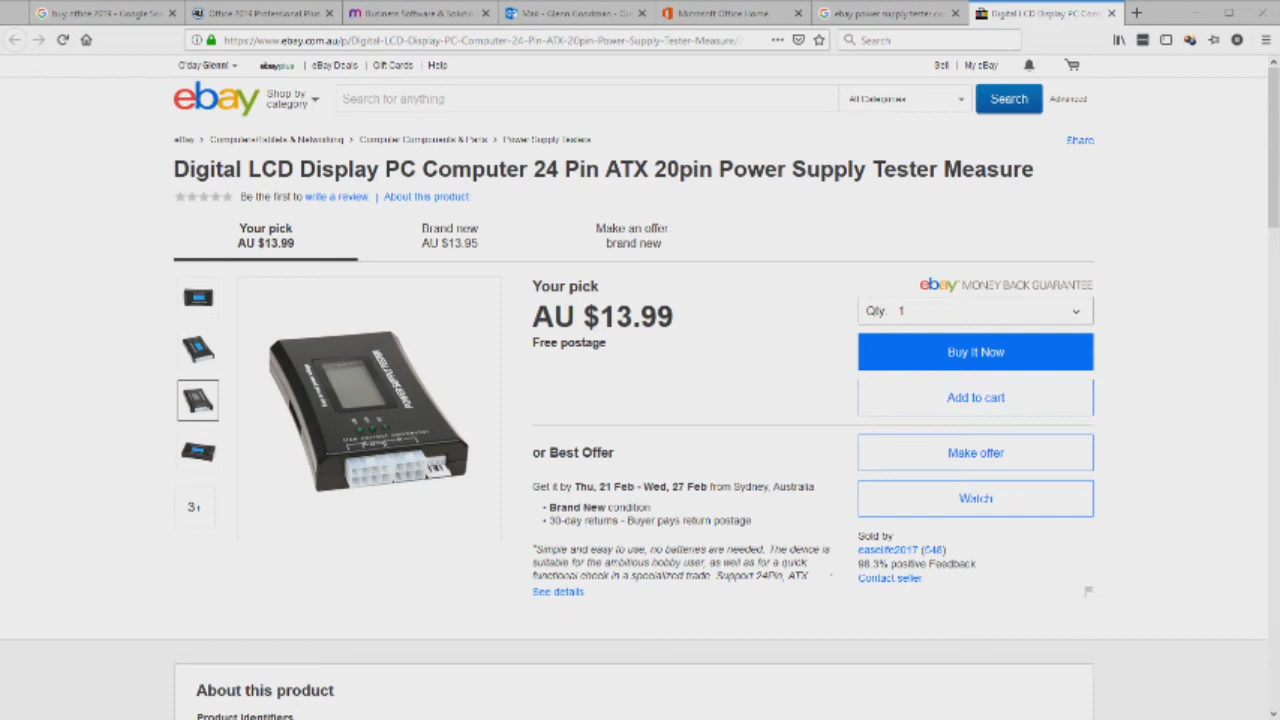 buy office 2019 - Google Sea
Office 2019 Professional Plus
Business Software & Solutio
Mail - Glenn Goodman - Out
Microsoft Office Home
ebay power supply tester co
Digital LCD Display PC Comp
https://www.ebay.com.au/p/Digital-LCD-Display-PC-Computer-24-Pin-ATX-20pin-Power-Supply-Tester-Measure/
Search
G'day Glenn!
ebayplus | eBay Deals | Gift Cards | Help
Sell | My eBay
ebay
Shop by category
Search for anything
All Categories
Search
Advanced
eBay > Computers/Tablets & Networking > Computer Components & Parts > Power Supply Testers
Share
Digital LCD Display PC Computer 24 Pin ATX 20pin Power Supply Tester Measure
Be the first to write a review. | About this product
Your pick
AU $13.99
Brand new
AU $13.95
Make an offer
brand new
Your pick
AU $13.99
Free postage
ebay MONEY BACK GUARANTEE
Qty: 1
Buy It Now
Add to cart
or Best Offer
Make offer
Get it by Thu, 21 Feb - Wed, 27 Feb from Sydney, Australia
• Brand New condition
• 30-day returns - Buyer pays return postage
Watch
"Simple and easy to use, no batteries are needed. The device is
suitable for the ambitious hobby user, as well as for a quick
functional check in a specialized trade. Support 24Pin, ATX
See details
Sold by
easelife2017 (548)
98.3% positive Feedback
Contact seller
3+
POWER SUPPLY TESTER
About this product
Product Identifiers